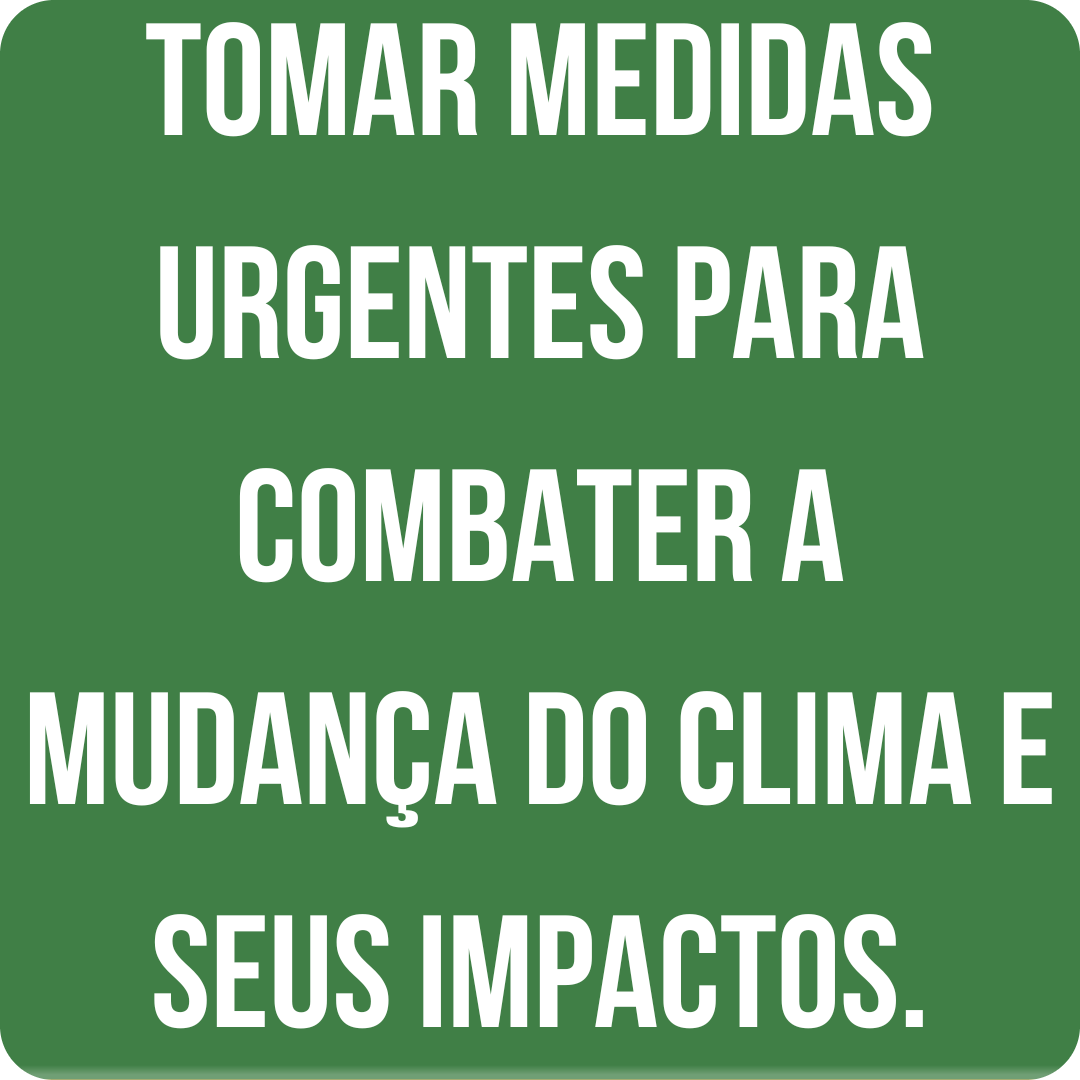 TOMAR MEDIDAS
URGENTES PARA
COMBATER A
MUDANÇA DO CLIMA E
SEUS IMPACTOS.